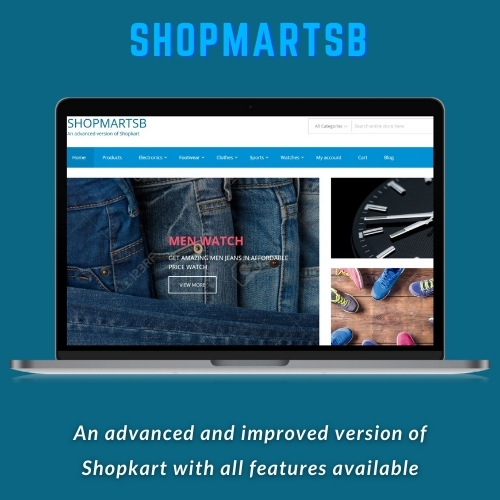 SHOPMARTSB
SHOPMARTSB
An advanced version of Shopkart
All Categories
Search entire store here
Home Products Electronics Footwear Clothes Sports Watches My account Cart Blog
MEN WATCH
GET AMAZING MEN JEANS IN AFFORDABLE
PRICE WATCH
VIEW MORE
An advanced and improved version of
Shopkart with all features available